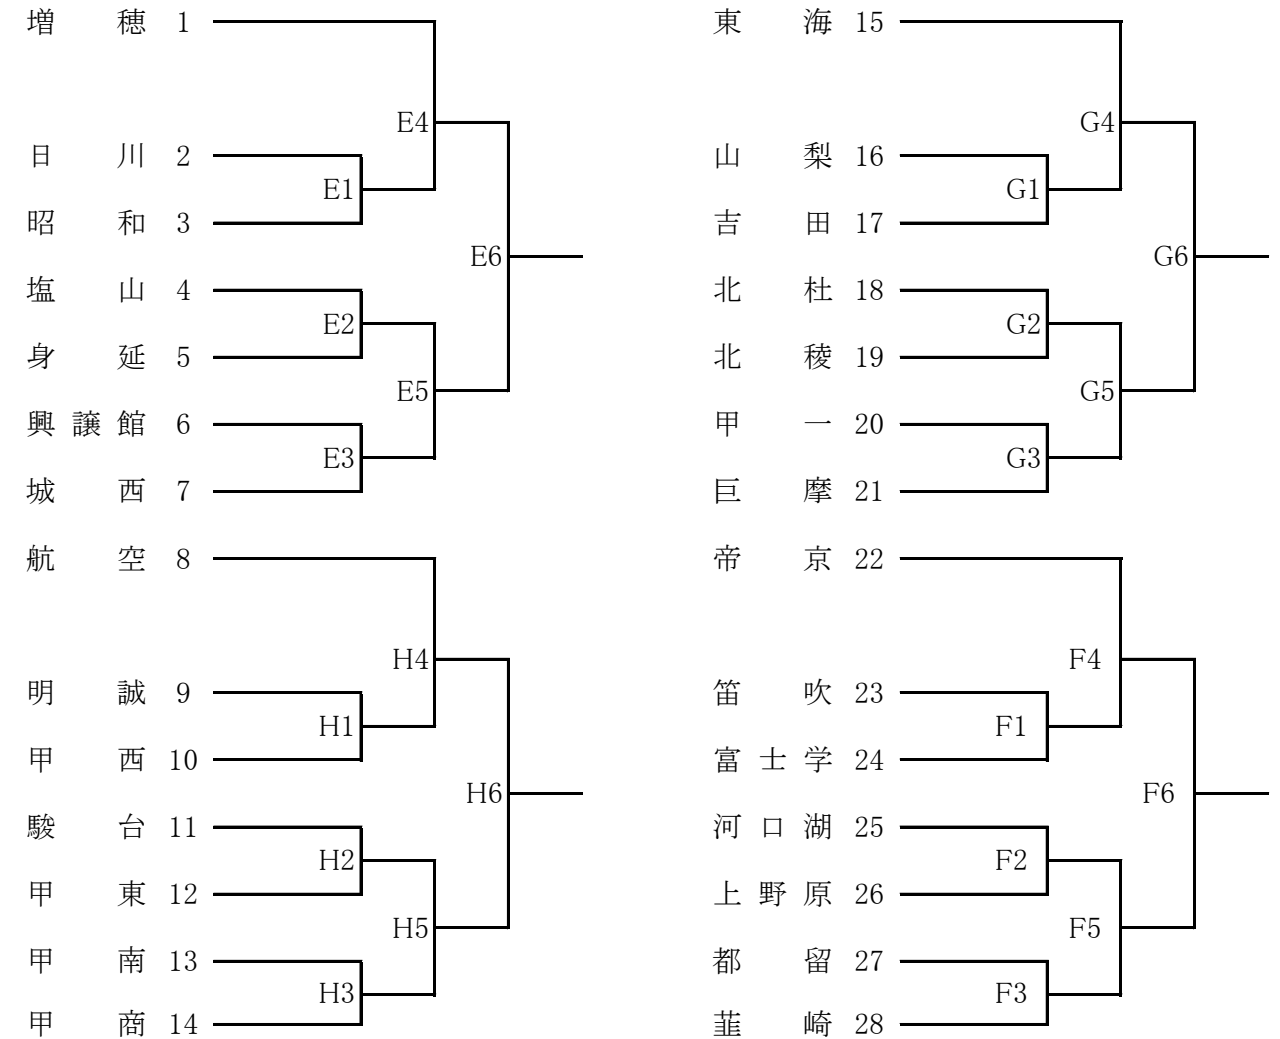 増穂 1
E4
日川 2
E1
昭和 3
E6
塩山 4
E2
身延 5
E5
興譲館 6
E3
城西 7
航空 8
H4
明誠 9
H1
甲西 10
H6
駿台 11
H2
甲東 12
H5
甲南 13
H3
甲商 14
東海 15
G4
山梨 16
G1
吉田 17
G6
北杜 18
G2
北稜 19
G5
甲一 20
G3
巨摩 21
帝京 22
F4
笛吹 23
F1
富士学 24
F6
河口湖 25
F2
上野原 26
F5
都留 27
F3
韮崎 28